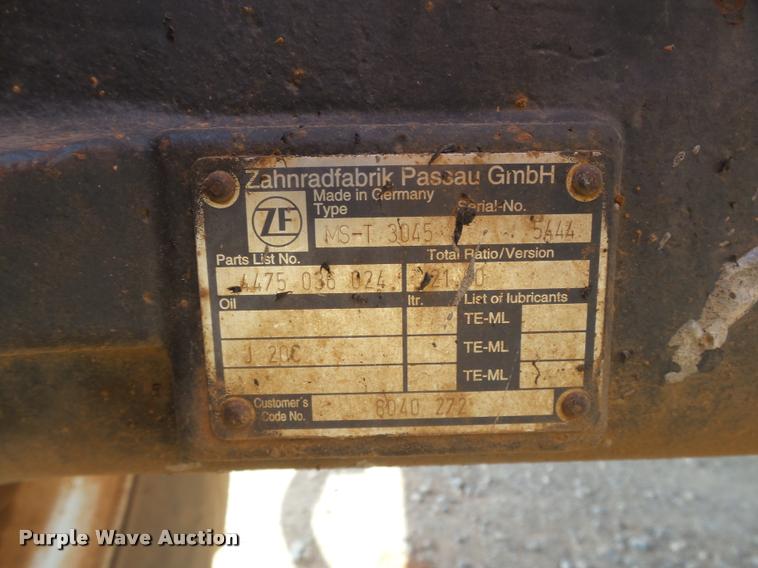 Zahnradfabrik Passau GmbH
ZF
Made in Germany
Type Serial-No.
MS-T 3045 5444
Parts List No. Total Ratio/Version
4475 036 024
Oil ltr. List of lubricants
TE-ML
J 20C TE-ML
TE-ML
Customer's Code No. 6040 272
Purple Wave Auction